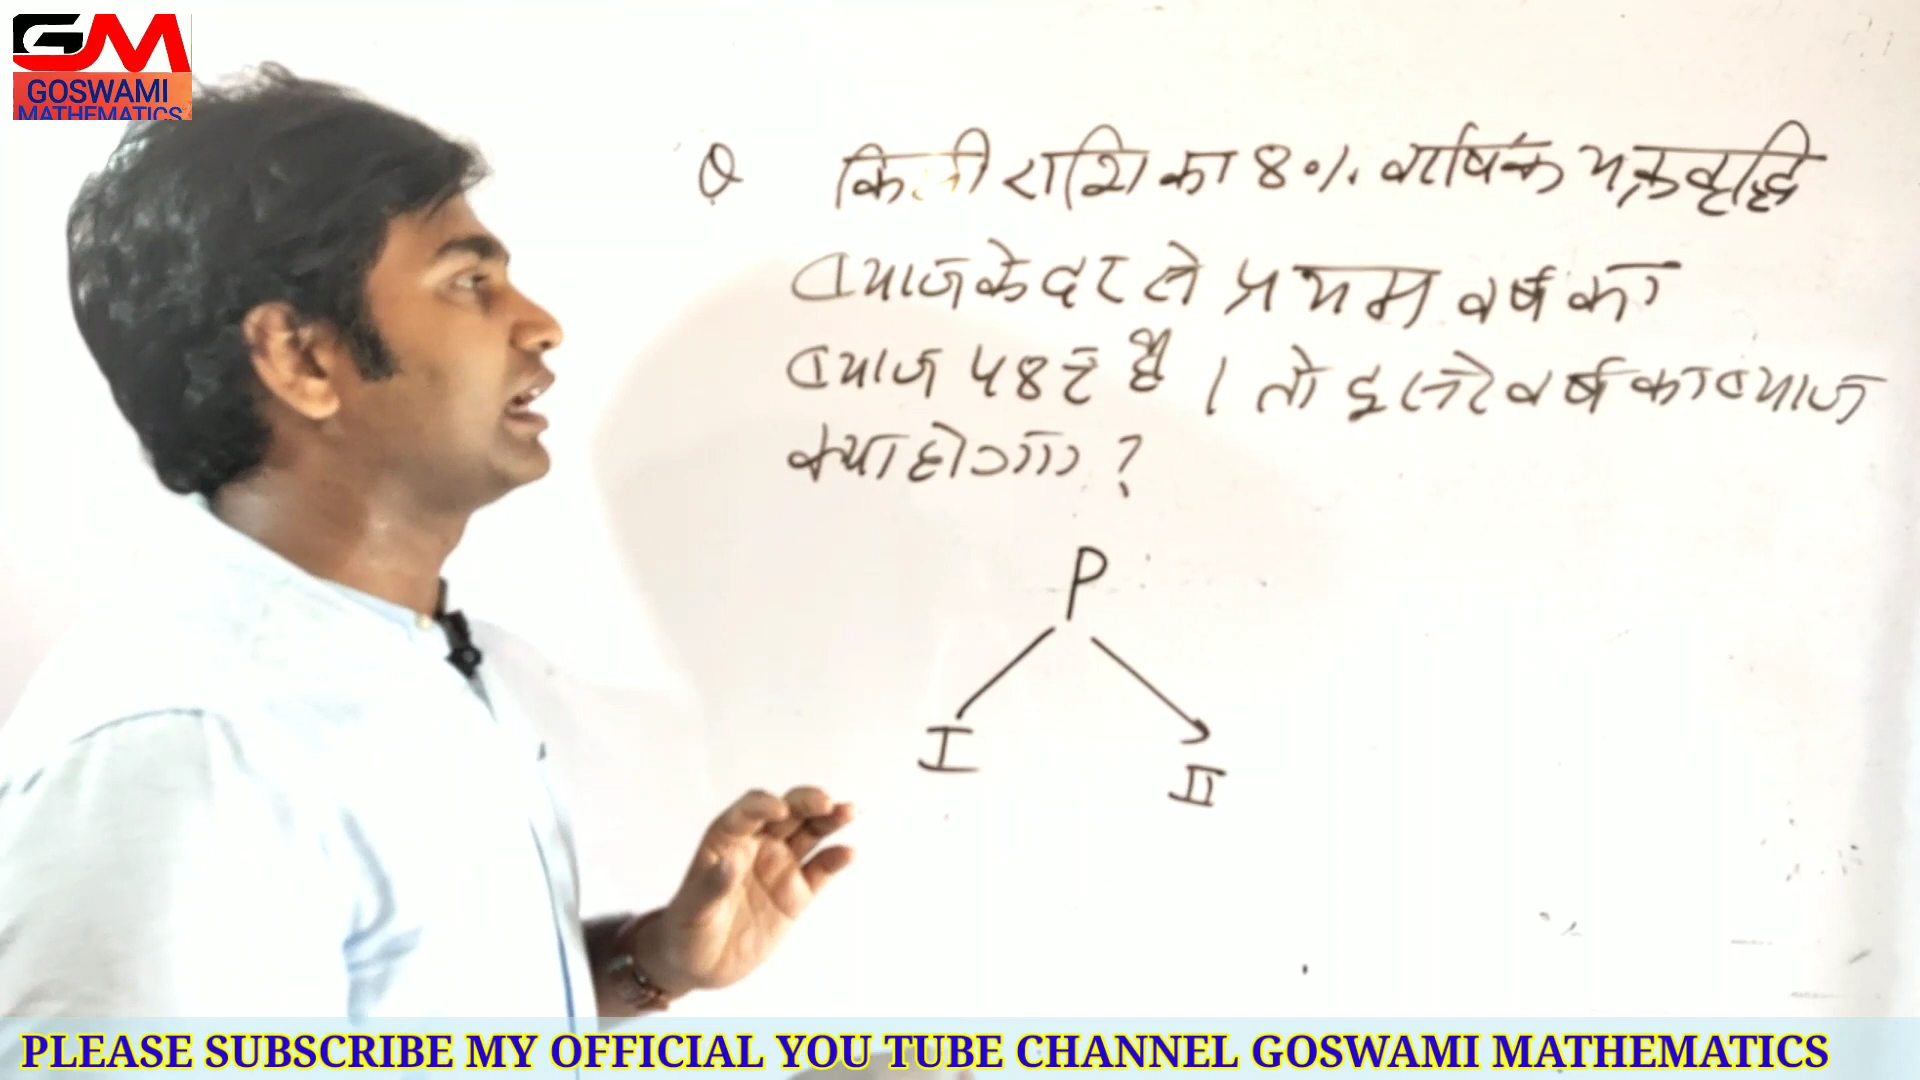 GM
GOSWAMI
MATHEMATICS
Q किसी राशि का 8% वार्षिक चक्रवृद्धि
ब्याज के दर से प्रथम वर्ष का
ब्याज 48 रु है । तो दुसरे वर्ष का ब्याज
क्या होगा ?
P
I
II
PLEASE SUBSCRIBE MY OFFICIAL YOU TUBE CHANNEL GOSWAMI MATHEMATICS